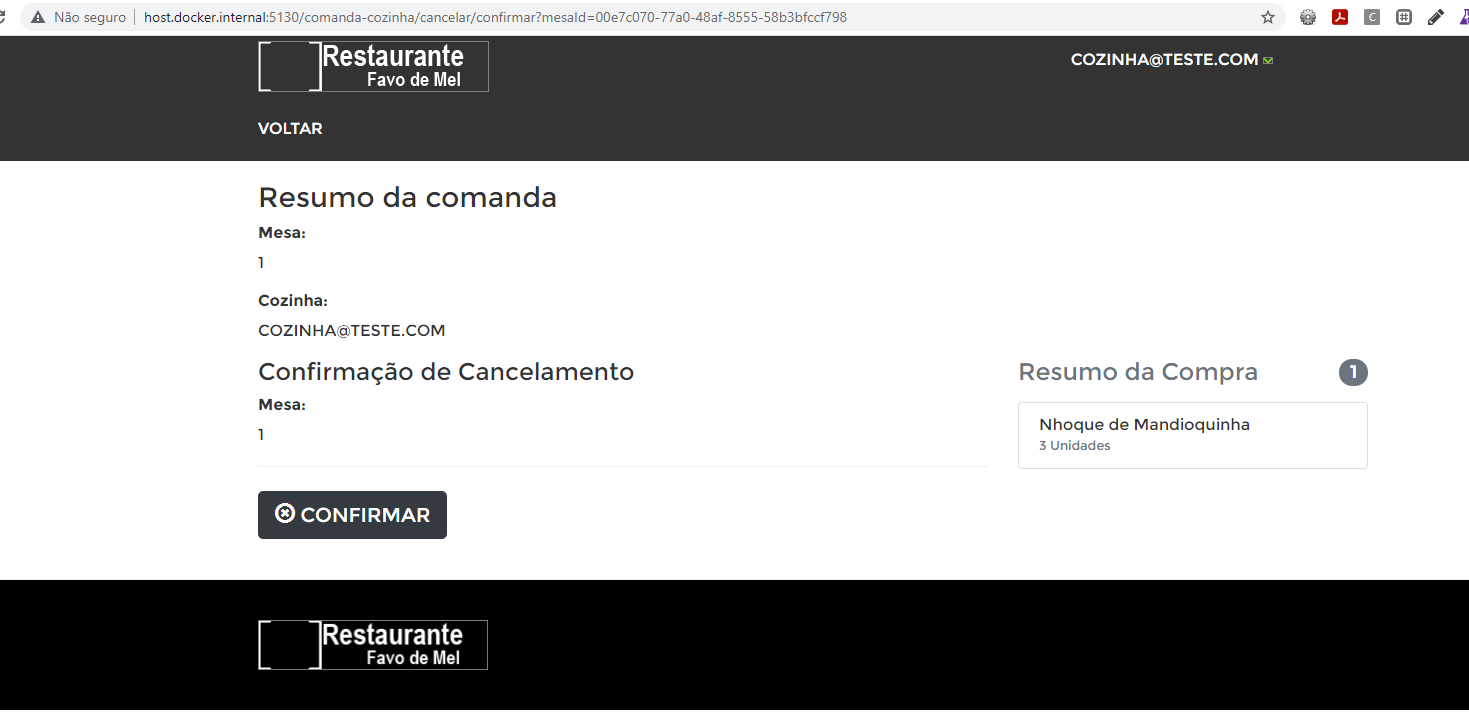 Não seguro
host.docker.internal:5130/comanda-cozinha/cancelar/confirmar?mesaId=00e7c070-77a0-48af-8555-58b3bfccf798
Restaurante
Favo de Mel
COZINHA@TESTE.COM
VOLTAR
Resumo da comanda
Mesa:
1
Cozinha:
COZINHA@TESTE.COM
Confirmação de Cancelamento
Mesa:
1
CONFIRMAR
Resumo da Compra
1
Nhoque de Mandioquinha
3 Unidades
Restaurante
Favo de Mel